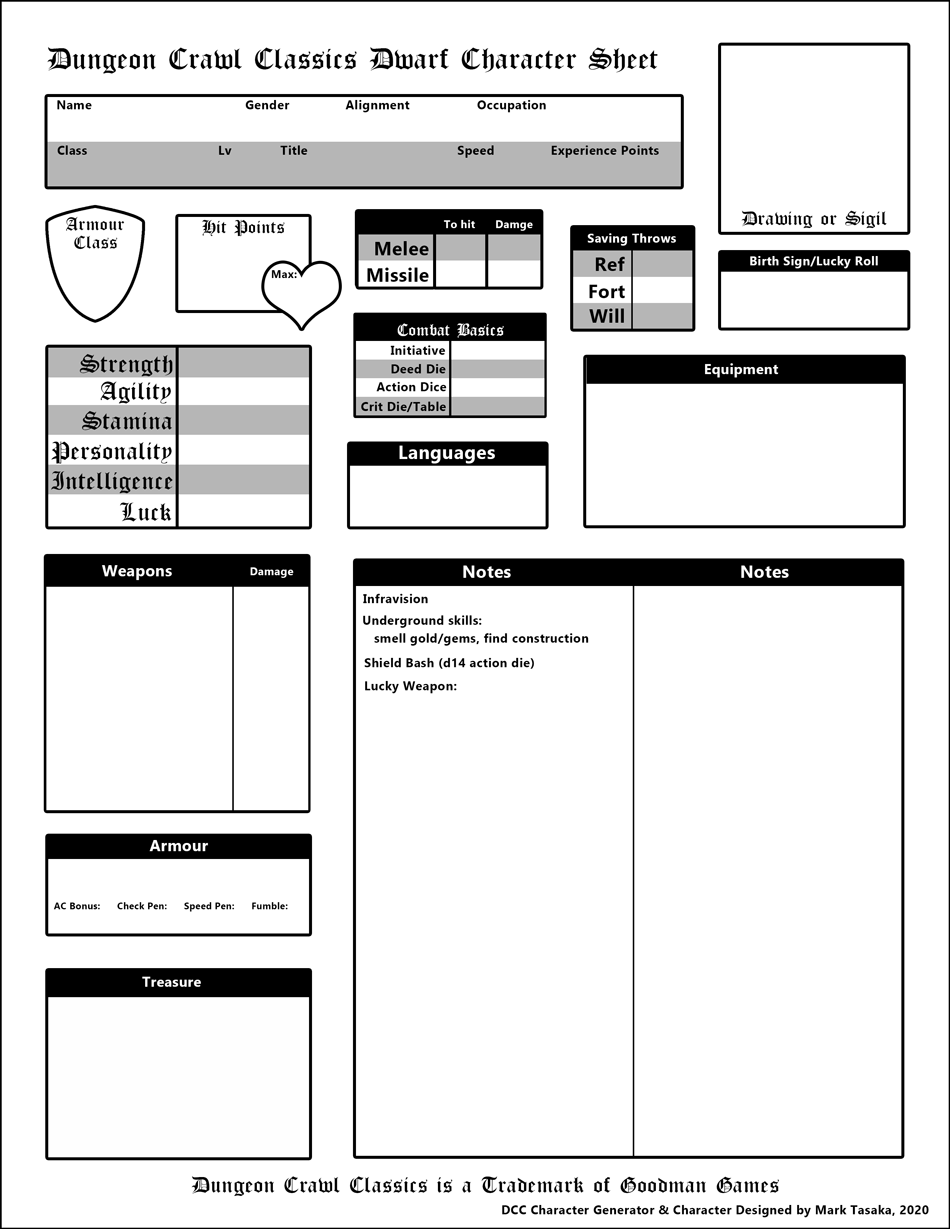 Dungeon Crawl Classics Dwarf Character Sheet
Name Gender Alignment Occupation
Class Lv Title Speed Experience Points
Drawing or Sigil
Armour
Class
Hit Points
Max:
To hit Damge
Melee
Missile
Saving Throws
Ref
Fort
Will
Birth Sign/Lucky Roll
Combat Basics
Initiative
Deed Die
Action Dice
Crit Die/Table
Strength
Agility
Stamina
Personality
Intelligence
Luck
Languages
Equipment
Weapons Damage
Notes Notes
Infravision
Underground skills:
smell gold/gems, find construction
Shield Bash (d14 action die)
Lucky Weapon:
Armour
AC Bonus: Check Pen: Speed Pen: Fumble:
Treasure
Dungeon Crawl Classics is a Trademark of Goodman Games
DCC Character Generator & Character Designed by Mark Tasaka, 2020